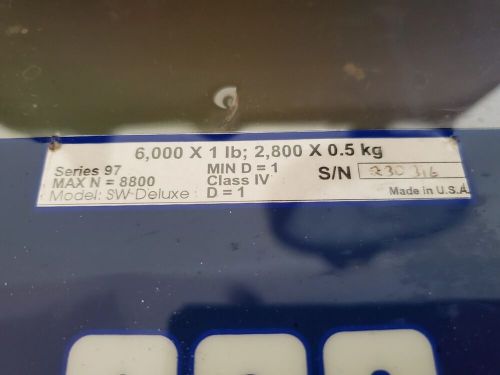 6,000 X 1 lb; 2,800 X 0.5 kg
Series 97 MIN D = 1
MAX N = 8800 Class IV S/N 230316
Model: SW-Deluxe D = 1 Made in U.S.A.